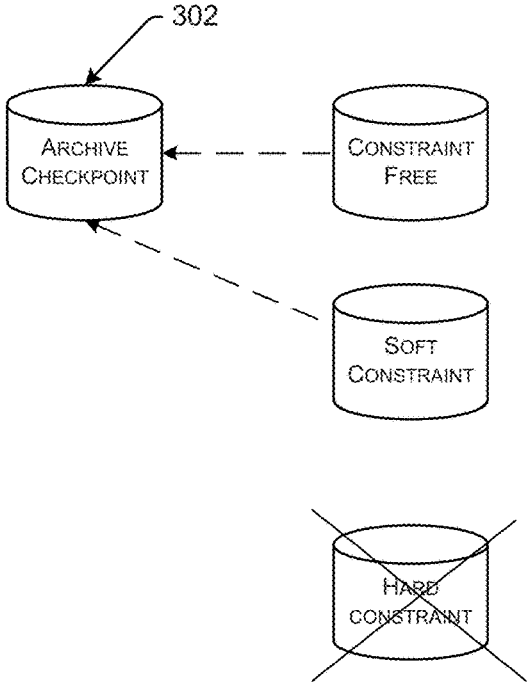 302
ARCHIVE
CHECKPOINT
CONSTRAINT
FREE
SOFT
CONSTRAINT
HARD
CONSTRAINT